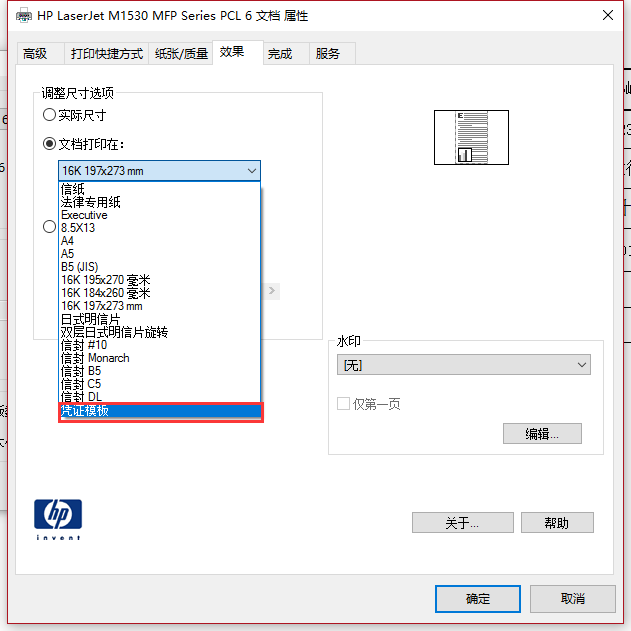 HP LaserJet M1530 MFP Series PCL 6 文档 属性
高级 打印快捷方式 纸张/质量 效果 完成 服务
调整尺寸选项
实际尺寸
文档打印在：
16K 197x273 mm
信纸
法律专用纸
Executive
8.5X13
A4
A5
B5 (JIS)
16K 195x270 毫米
16K 184x260 毫米
16K 197x273 mm
日式明信片
双层日式明信片旋转
信封 #10
信封 Monarch
信封 B5
信封 C5
信封 DL
凭证模板
>
E
水印
[无]
仅第一页
编辑...
hp
invent
关于...
帮助
确定
取消